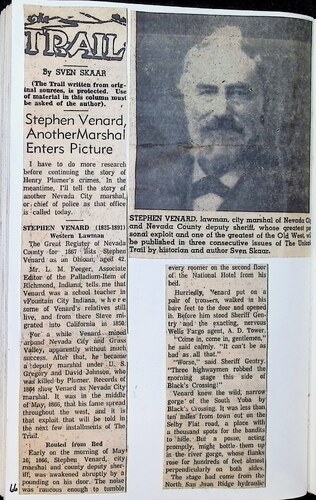 TRAIL
By SVEN SKAAR
(The Trail written from orig-
inal sources, is protected. Use
of material in this column must
be asked of the author).
Stephen Venard,
AnotherMarshal
Enters Picture
I have to do more research
before continuing the story of
Henry Plumer's crimes. In the
meantime, I'll tell the story of
another Nevada City marshal,
or chief of police as that office
is called today.
STEPHEN VENARD (1825-1891)
Western Lawman
The Great Register of Nevada
County for 1867 lists Stephen
Venard as an Ohioan, aged 42.
Mr. L. M. Feeger, Associate
Editor of the Palladium-Item of
Richmond, Indiana, tells me that
Venard was a school teacher in
Fountain City Indiana, where
some of Venard's relatives still
live, and from there Steve mi-
grated into California in 1850.
For a while Venard mined
around Nevada City and Grass
Valley, apparently without much
success. After that, he became
a deputy marshal under U. S.
Gregory and David Johnson, who
was killed by Plumer. Records of
1864 show Venard as Nevada City
marshal. It was in the middle
of May, 1866, that his fame spread
throughout the west, and it is
that exploit that will be told in
the next few installments of The
Trail.
Routed from Bed
Early on the morning of May
16, 1866, Stephen Venard, city
marshal and county deputy sher-
iff, was awakened abruptly by a
pounding on his door. The noise
was raucous enough to tumble
STEPHEN VENARD, lawman, city marshal of Nevada Ci
and Nevada County deputy sheriff, whose greatest pe
sonal exploit and one of the greatest of the Old West, wi
be published in three consecutive issues of The Union
Trail by historian and author Sven Skaar.
every roomer on the second floor
of the National Hotel from his
bed.
Hurriedly, Venard put on a
pair of trousers, walked in his
bare feet to the door and opened
it. Before him stood Sheriff Gen-
try and the exacting, nervous
Wells Fargo agent, A. D. Tower.
"Come in, come in, gentlemen,"
he said calmly. "It can't be as
bad as all that."
"Worse," said Sheriff Gentry.
"Three highwaymen robbed the
morning stage this side of
Black's Crossing!"
Venard knew the wild, narrow
gorge of the South Yuba by
Black's Crossing. It was less than
ten miles from town out on the
Selby Flat road, a place with
a thousand spots for the bandits
to hide. But a posse, acting
promptly, might bottle them up
in the river gorge, whose flanks
rose for hundreds of feet almost
perpendicularly on both sides.
The stage had come from the
North San Juan Ridge hydraulic
16